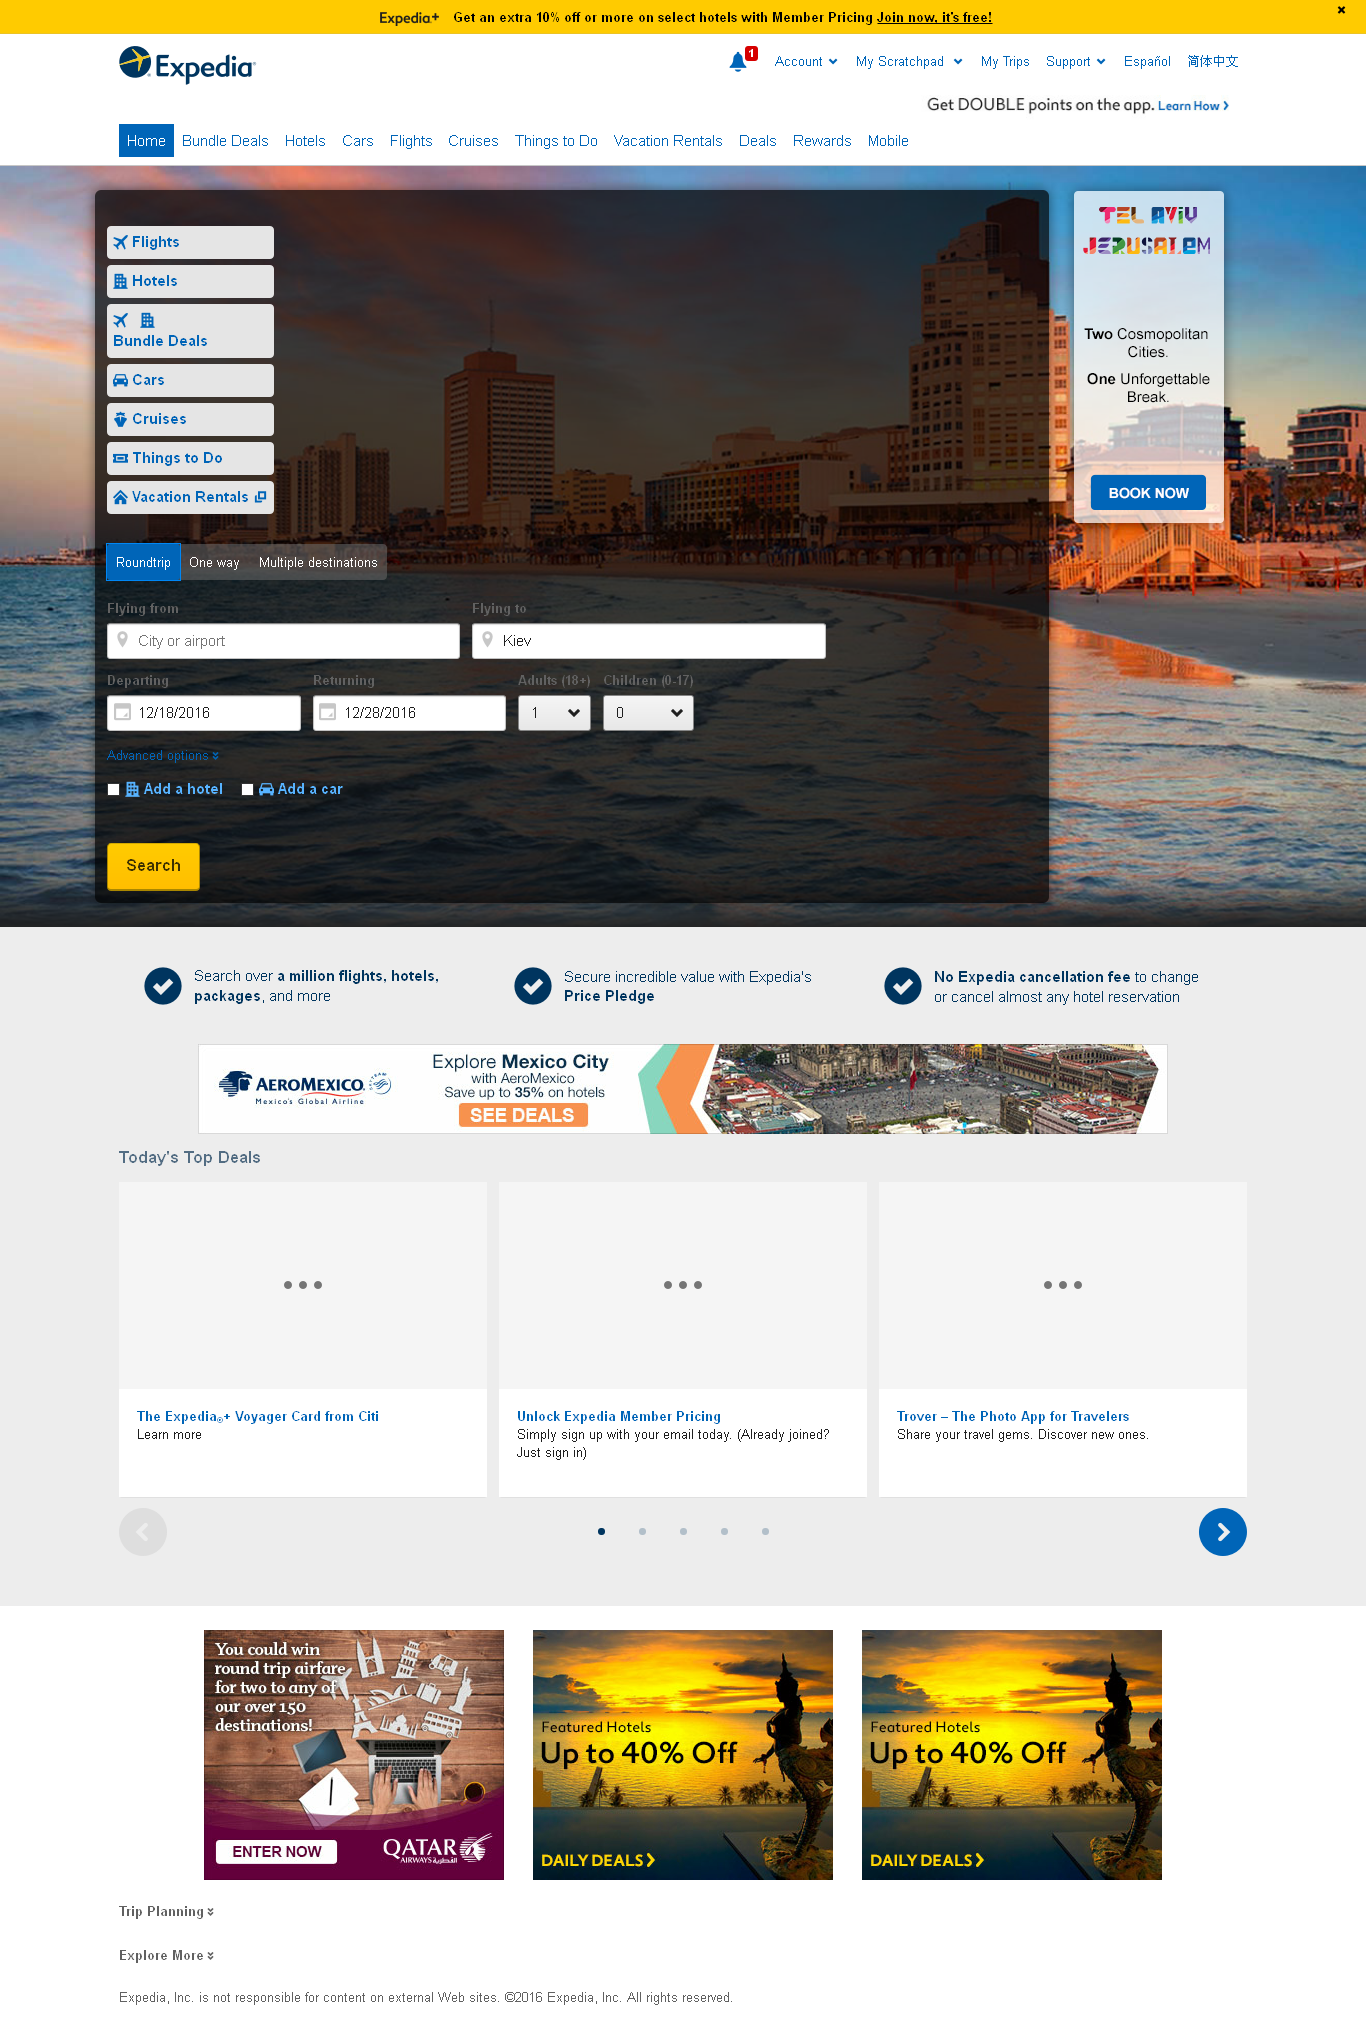 Expedia+ Get an extra 10% off or more on select hotels with Member Pricing Join now, it's free!
Expedia
1
Account
My Scratchpad
My Trips
Support
Español
简体中文
Get DOUBLE points on the app. Learn How
Home
Bundle Deals
Hotels
Cars
Flights
Cruises
Things to Do
Vacation Rentals
Deals
Rewards
Mobile
Flights
Hotels
Bundle Deals
Cars
Cruises
Things to Do
Vacation Rentals
TEL AVIV
JERUSALEM
Two Cosmopolitan
Cities.
One Unforgettable
Break.
BOOK NOW
Roundtrip
One way
Multiple destinations
Flying from
Flying to
City or airport
Kiev
Departing
Returning
Adults (18+)
Children (0-17)
12/18/2016
12/28/2016
1
0
Advanced options
Add a hotel
Add a car
Search
Search over a million flights, hotels,
packages, and more
Secure incredible value with Expedia's
Price Pledge
No Expedia cancellation fee to change
or cancel almost any hotel reservation
AEROMEXICO.
Mexico's Global Airline
Explore Mexico City
with AeroMexico
Save up to 35% on hotels
SEE DEALS
Today's Top Deals
The Expedia®+ Voyager Card from Citi
Learn more
Unlock Expedia Member Pricing
Simply sign up with your email today. (Already joined?
Just sign in)
Trover – The Photo App for Travelers
Share your travel gems. Discover new ones.
You could win
round trip airfare
for two to any of
our over 150
destinations!
ENTER NOW
QATAR
AIRWAYS القطرية
Featured Hotels
Up to 40% Off
DAILY DEALS
Featured Hotels
Up to 40% Off
DAILY DEALS
Trip Planning
Explore More
Expedia, Inc. is not responsible for content on external Web sites. ©2016 Expedia, Inc. All rights reserved.